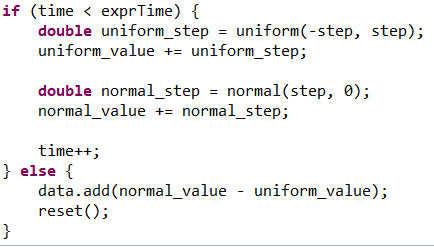 if (time < exprTime) {
    double uniform_step = uniform(-step, step);
    uniform_value += uniform_step;

    double normal_step = normal(step, 0);
    normal_value += normal_step;

    time++;
} else {
    data.add(normal_value - uniform_value);
    reset();
}